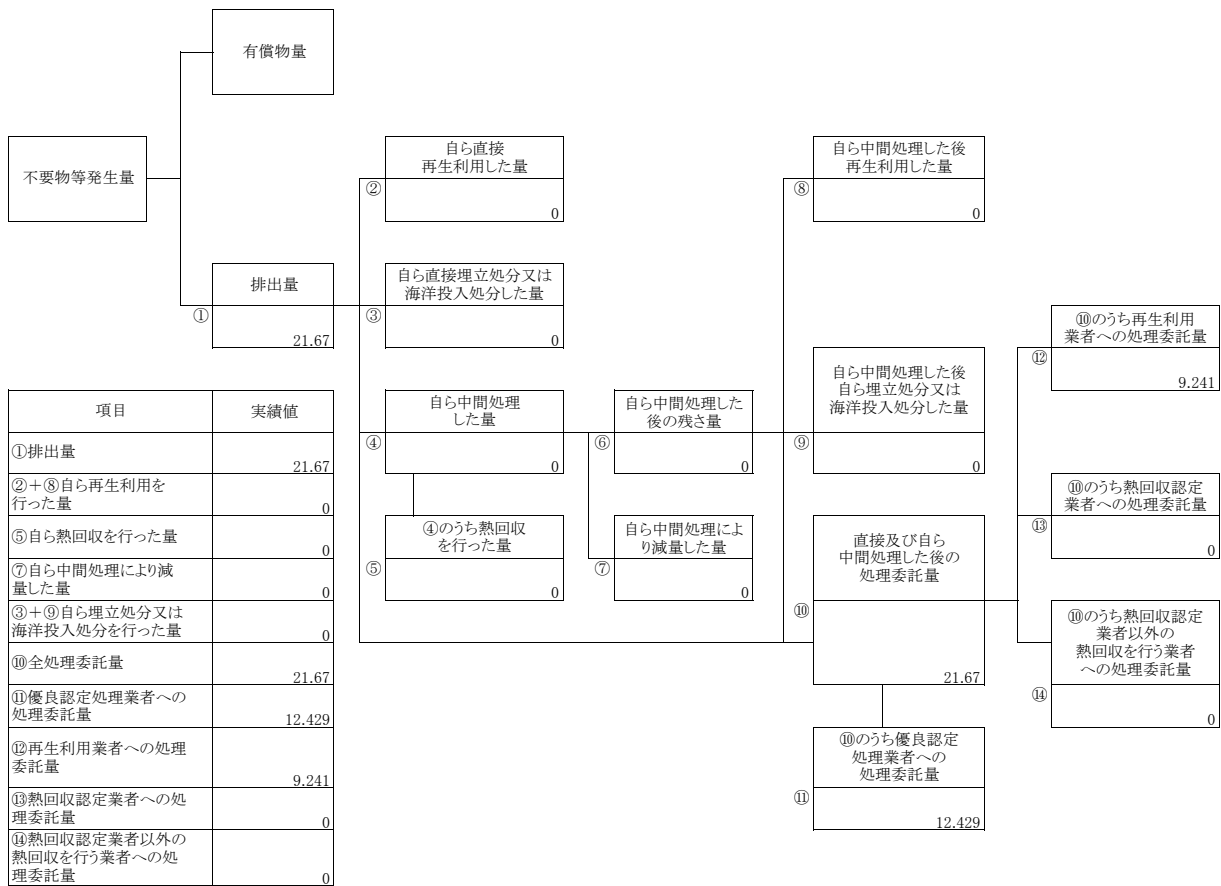 有償物量
不要物等発生量
排出量
①
21.67
自ら直接
再生利用した量
②
0
自ら直接埋立処分又は
海洋投入処分した量
③
0
自ら中間処理
した量
④
0
④のうち熱回収
を行った量
⑤
0
自ら中間処理した
後の残さ量
⑥
0
自ら中間処理によ
り減量した量
⑦
0
自ら中間処理した後
再生利用した量
⑧
0
自ら中間処理した後
自ら埋立処分又は
海洋投入処分した量
⑨
0
直接及び自ら
中間処理した後の
処理委託量
⑩
21.67
⑩のうち優良認定
処理業者への
処理委託量
⑪
12.429
⑩のうち再生利用
業者への処理委託量
⑫
9.241
⑩のうち熱回収認定
業者への処理委託量
⑬
0
⑩のうち熱回収認定
業者以外の
熱回収を行う業者
への処理委託量
⑭
0
項目 実績値
①排出量
21.67
②+⑧自ら再生利用を
行った量
0
⑤自ら熱回収を行った量
0
⑦自ら中間処理により減
量した量
0
③+⑨自ら埋立処分又は
海洋投入処分を行った量
0
⑩全処理委託量
21.67
⑪優良認定処理業者への
処理委託量
12.429
⑫再生利用業者への処理
委託量
9.241
⑬熱回収認定業者への処
理委託量
0
⑭熱回収認定業者以外の
熱回収を行う業者への処
理委託量
0